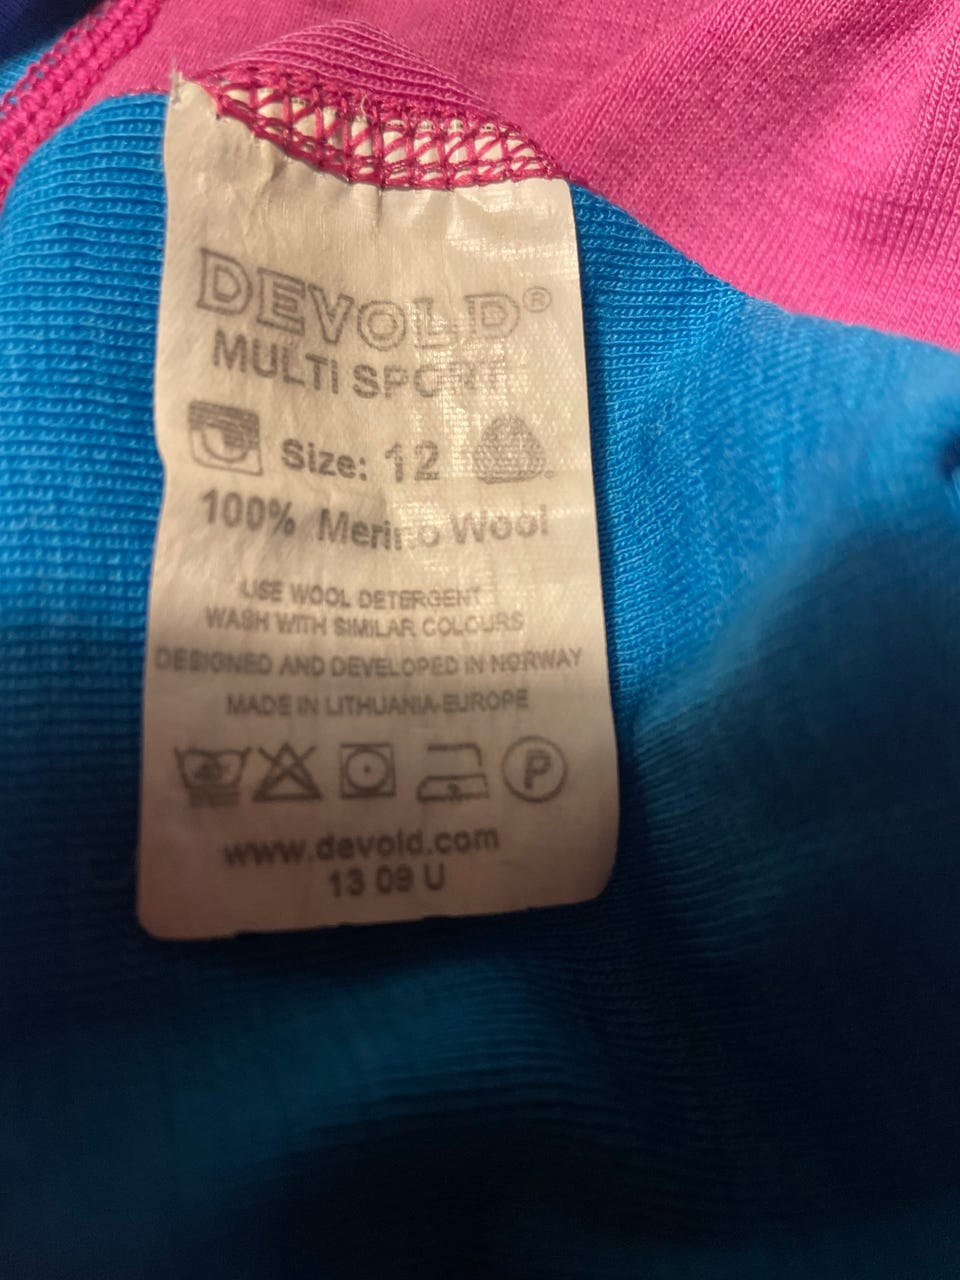 DEVOLD®
MULTI SPORT
Size: 12
100% Merino Wool
USE WOOL DETERGENT
WASH WITH SIMILAR COLOURS
DESIGNED AND DEVELOPED IN NORWAY
MADE IN LITHUANIA-EUROPE
40 P
www.devold.com
13 09 U